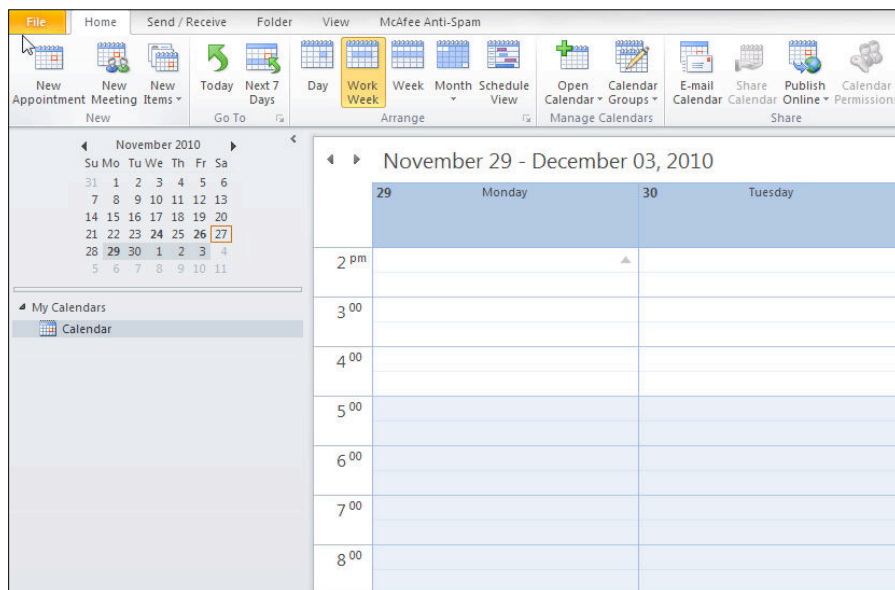 File Home Send / Receive Folder View McAfee Anti-Spam
New Appointment New Meeting New Items Today Next 7 Days Day Work Week Week Month Schedule View Open Calendar Calendar Groups E-mail Calendar Share Calendar Publish Online Calendar Permission
New Go To Arrange Manage Calendars Share
November 2010
Su Mo Tu We Th Fr Sa
31 1 2 3 4 5 6
7 8 9 10 11 12 13
14 15 16 17 18 19 20
21 22 23 24 25 26 27
28 29 30 1 2 3 4
5 6 7 8 9 10 11
My Calendars
Calendar
November 29 - December 03, 2010
29 Monday 30 Tuesday
2 pm
3 00
4 00
5 00
6 00
7 00
8 00